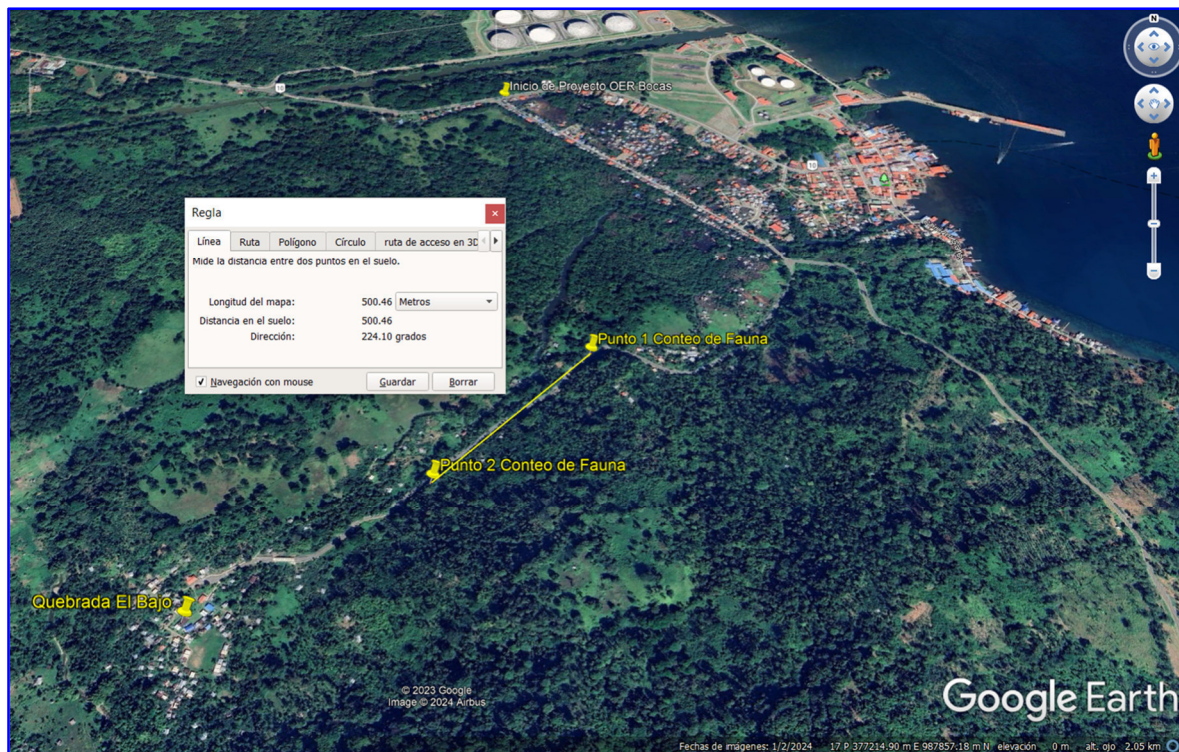 N
18
Inicio de Proyecto OER Bocas
18
Regla
Línea Ruta Polígono Círculo ruta de acceso en 3D
Mide la distancia entre dos puntos en el suelo.
Longitud del mapa: 500.46 Metros
Distancia en el suelo: 500.46
Dirección: 224.10 grados
Navegación con mouse Guardar Borrar
Punto 1 Conteo de Fauna
Punto 2 Conteo de Fauna
Quebrada El Bajo
© 2023 Google
Image © 2024 Airbus
Google Earth
Fechas de imágenes: 1/2/2024 17 P 377214.90 m E 987857.18 m N elevación 0 m alt. ojo 2.05 km